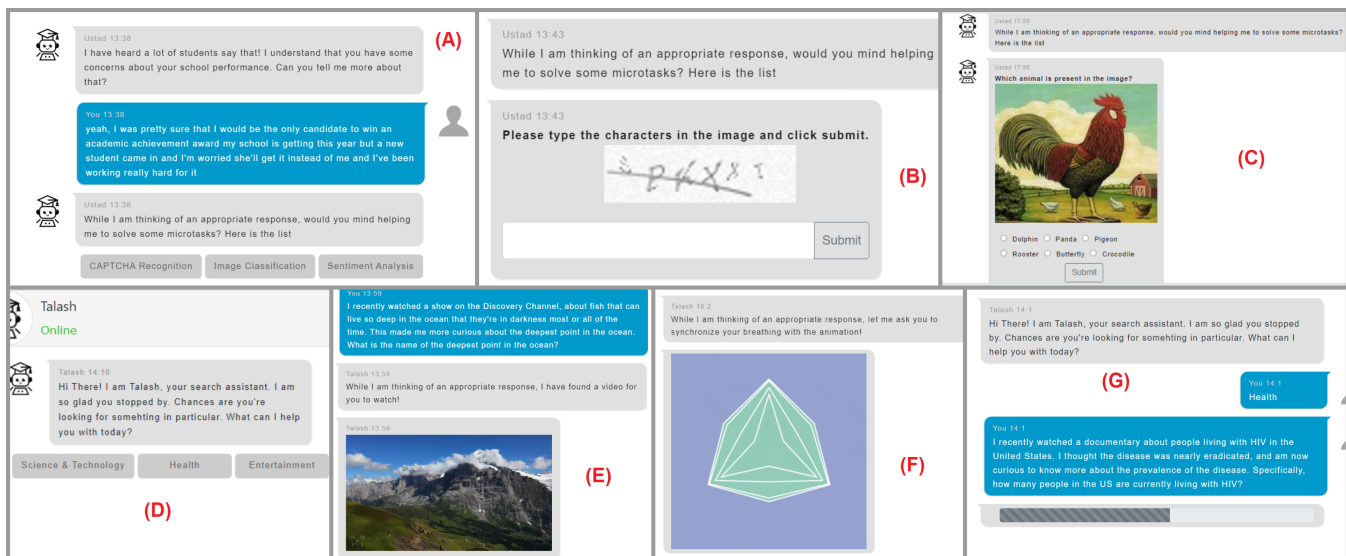 Ustad 13:38
I have heard a lot of students say that! I understand that you have some
concerns about your school performance. Can you tell me more about
that?
(A)
You 13:38
yeah, I was pretty sure that I would be the only candidate to win an
academic achievement award my school is getting this year but a new
student came in and I'm worried she'll get it instead of me and I've been
working really hard for it
Ustad 13:38
While I am thinking of an appropriate response, would you mind helping
me to solve some microtasks? Here is the list
CAPTCHA Recognition Image Classification Sentiment Analysis
Ustad 13:43
While I am thinking of an appropriate response, would you mind helping
me to solve some microtasks? Here is the list
Ustad 13:43
Please type the characters in the image and click submit.
(B)
Submit
While I am thinking of an appropriate response, would you mind helping me to solve some microtasks?
Here is the list
Which animal is present in the image?
(C)
Dolphin Panda Pigeon
Rooster Butterfly Crocodile
Submit
Talash
Online
Talash 14:10
Hi There! I am Talash, your search assistant. I am
so glad you stopped by. Chances are you're
looking for somehting in particular. What can I help
you with today?
Science & Technology Health Entertainment
(D)
You 13:59
I recently watched a show on the Discovery Channel, about fish that can
live so deep in the ocean that they're in darkness most or all of the
time. This made me more curious about the deepest point in the ocean.
What is the name of the deepest point in the ocean?
Talash 13:59
While I am thinking of an appropriate response, I have found a video for
you to watch!
Talash 13:59
(E)
Talash 18:2
While I am thinking of an appropriate response, let me ask you to
synchronize your breathing with the animation!
(F)
Talash 14:1
Hi There! I am Talash, your search assistant. I am so glad you stopped
by. Chances are you're looking for somehting in particular. What can I
help you with today?
(G)
You 14:1
Health
You 14:1
I recently watched a documentary about people living with HIV in the
United States. I thought the disease was nearly eradicated, and am now
curious to know more about the prevalence of the disease. Specifically,
how many people in the US are currently living with HIV?